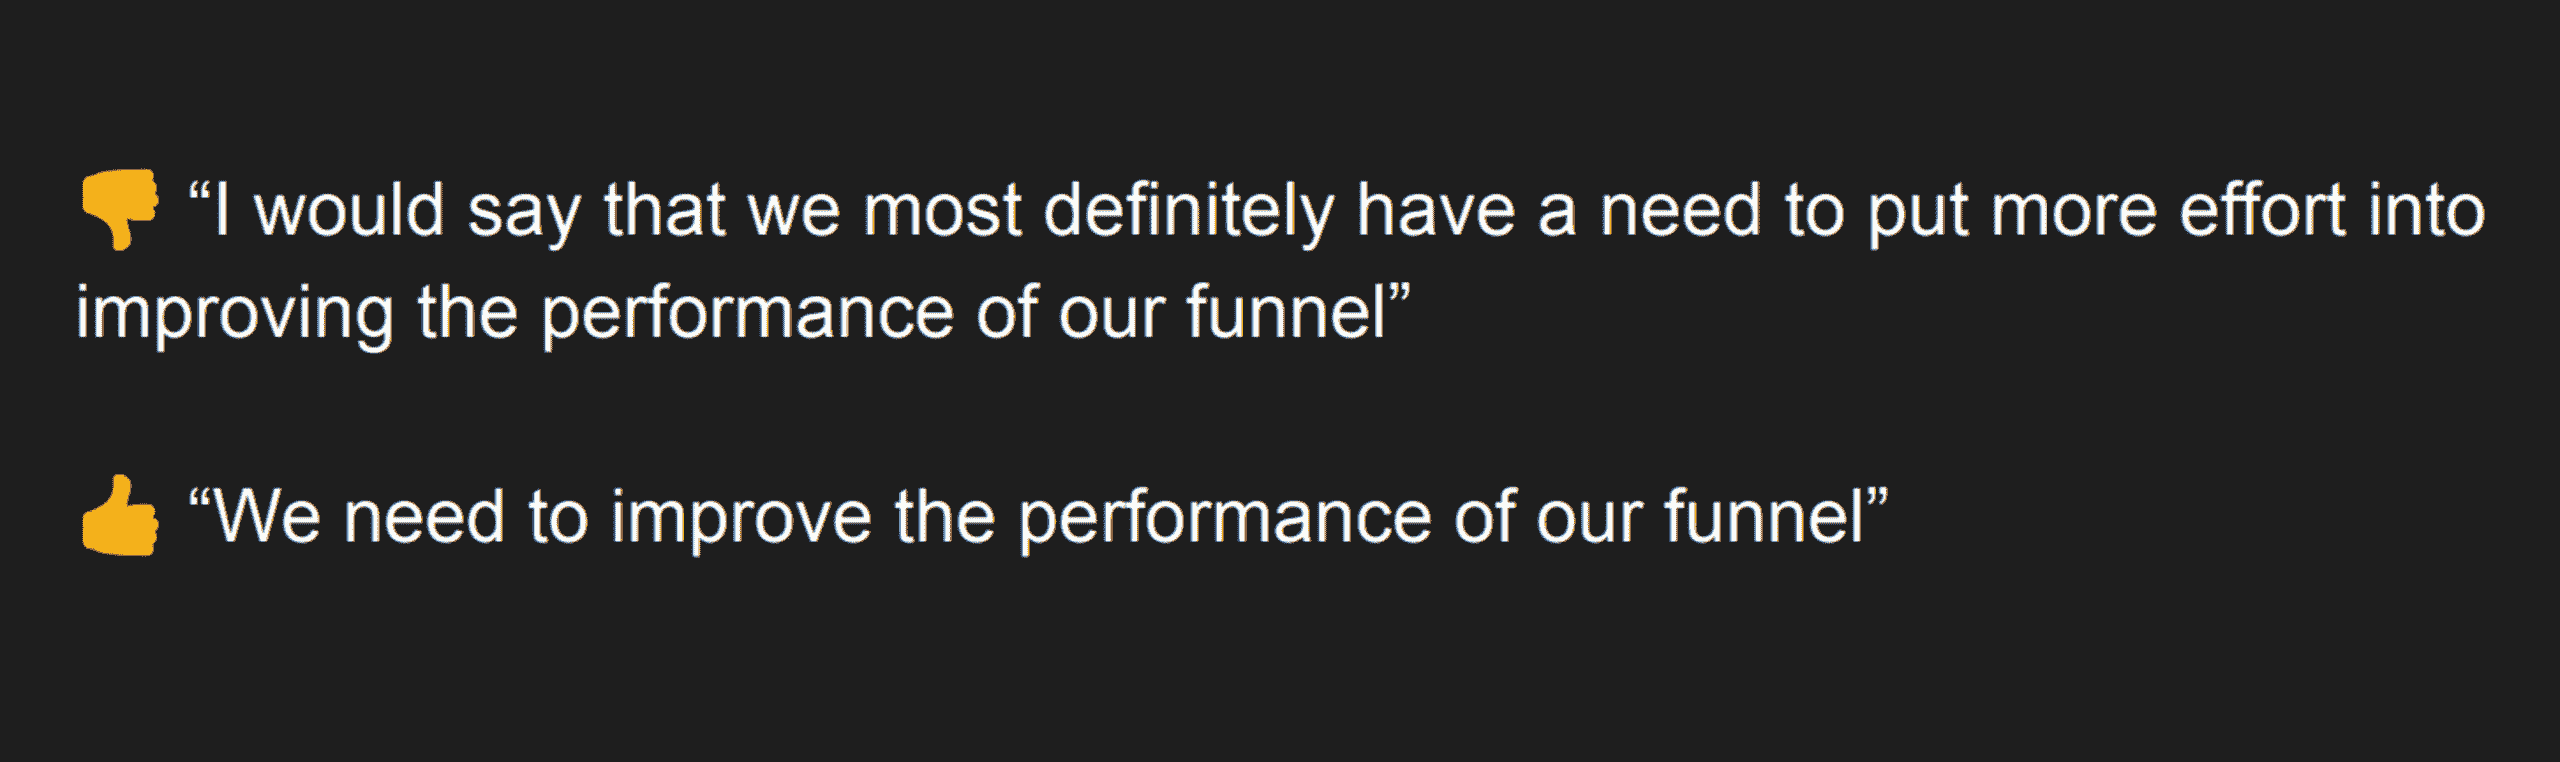 👎 “I would say that we most definitely have a need to put more effort into
improving the performance of our funnel”
👍 “We need to improve the performance of our funnel”